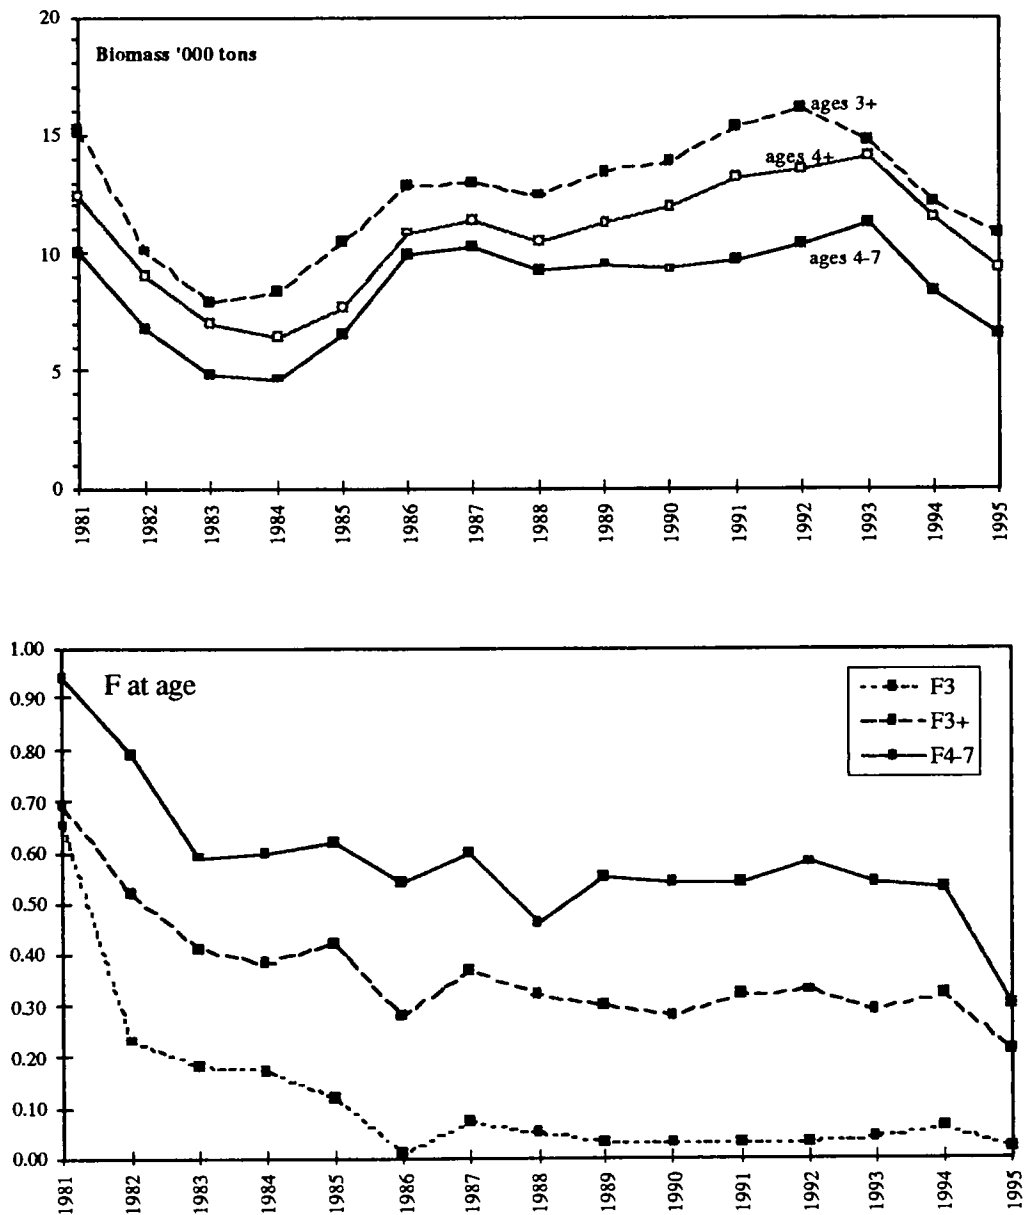 20
Biomass '000 tons
ages 3+
15
ages 4+
10
ages 4-7
5
0
1981 1982 1983 1984 1985 1986 1987 1988 1989 1990 1991 1992 1993 1994 1995
1.00
F at age
F3
0.90
F3+
0.80
F4-7
0.70
0.60
0.50
0.40
0.30
0.20
0.10
0.00
1981 1982 1983 1984 1985 1986 1987 1988 1989 1990 1991 1992 1993 1994 1995